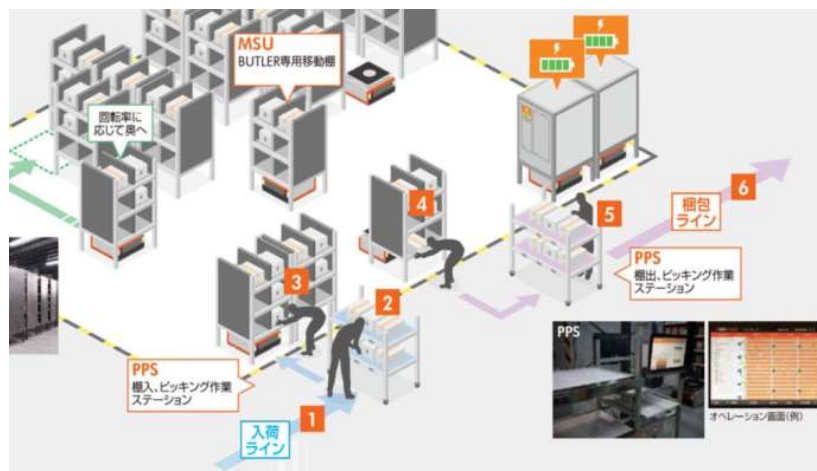 MSU
BUTLER専用移動棚
回転率に
応じて奥へ
4
6
梱包
ライン
5
3
2
PPS
棚出、ピッキング作業
ステーション
PPS
PPS
棚入、ピッキング作業
ステーション
1
入荷
ライン
オペレーション画面(例)